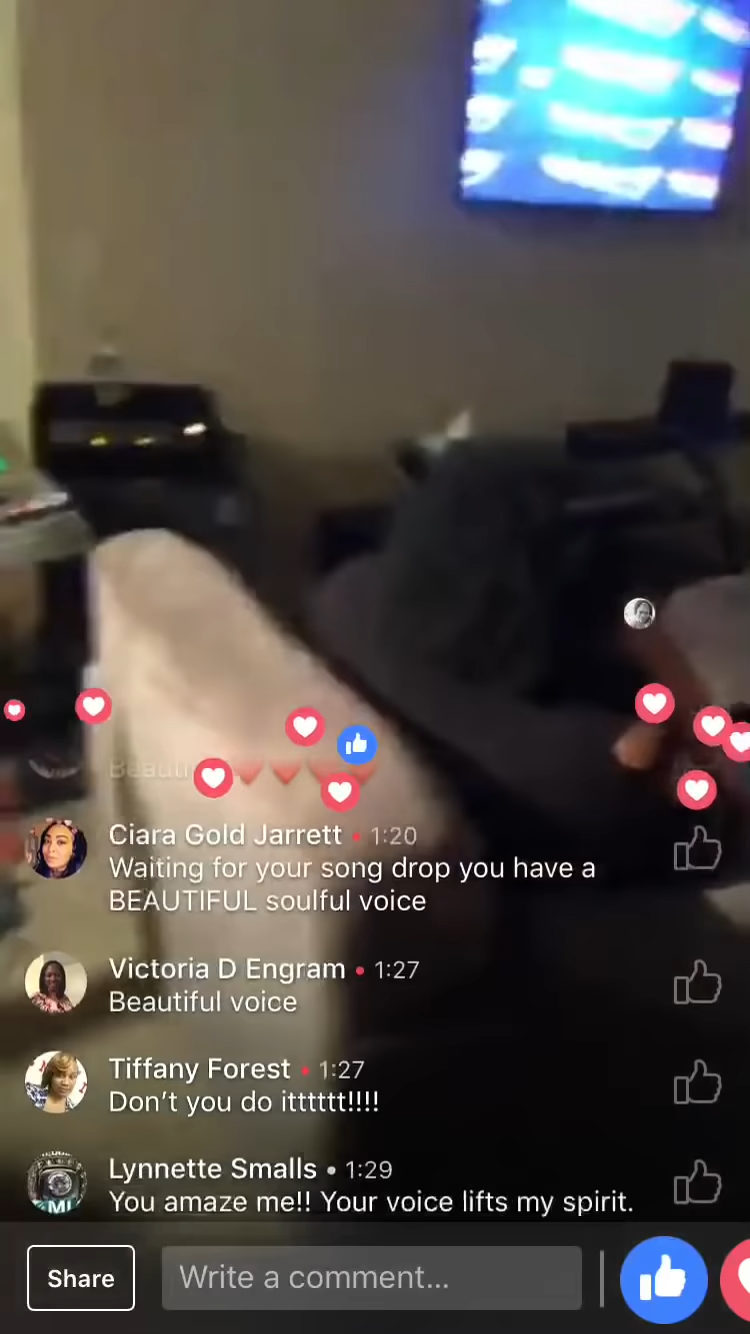 Beauti
Ciara Gold Jarrett • 1:20
Waiting for your song drop you have a
BEAUTIFUL soulful voice
Victoria D Engram • 1:27
Beautiful voice
Tiffany Forest • 1:27
Don’t you do itttttt!!!!
Lynnette Smalls • 1:29
You amaze me!! Your voice lifts my spirit.
Share
Write a comment...